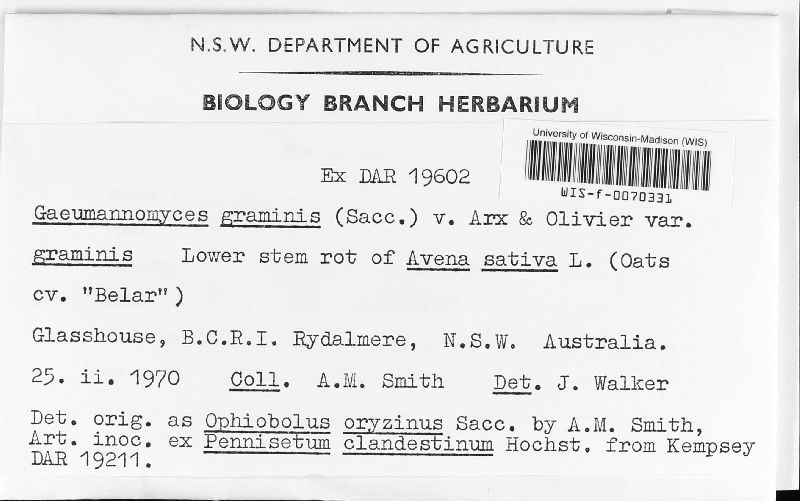 N.S.W. DEPARTMENT OF AGRICULTURE
BIOLOGY BRANCH HERBARIUM
University of Wisconsin-Madison (WIS)
WIS-f-0070331
Ex DAR 19602
Gaeumannomyces graminis (Sacc.) v. Arx & Olivier var.
graminis Lower stem rot of Avena sativa L. (Oats
cv. "Belar")
Glasshouse, B.C.R.I. Rydalmere, N.S.W. Australia.
25. ii. 1970 Coll. A.M. Smith Det. J. Walker
Det. orig. as Ophiobolus oryzinus Sacc. by A.M. Smith,
Art. inoc. ex Pennisetum clandestinum Hochst. from Kempsey
DAR 19211.